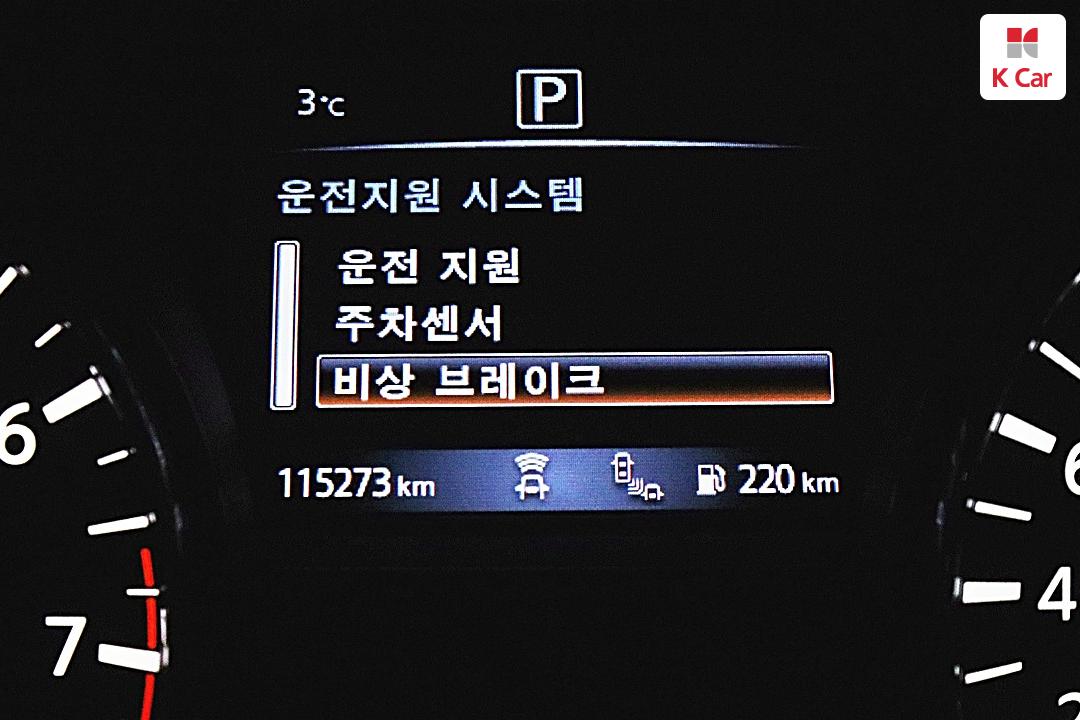 K Car
3°C
P
운전지원 시스템
운전 지원
주차센서
비상 브레이크
115273 km
220 km
6
7
6
4
2